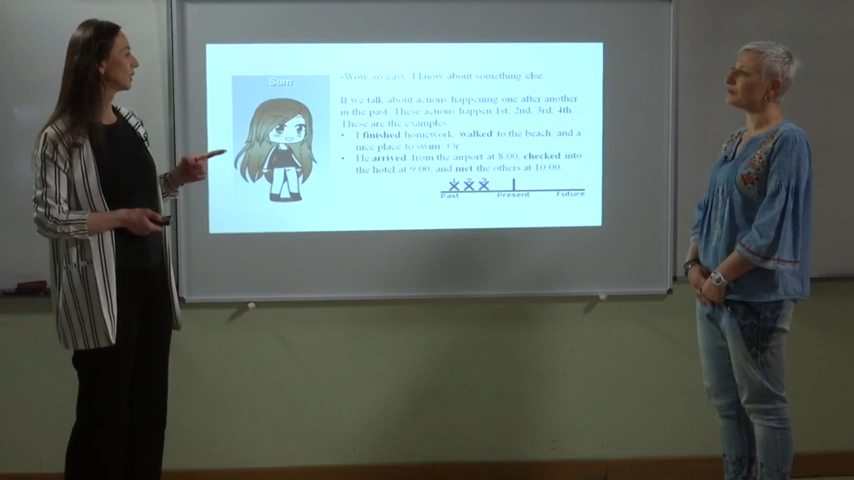 Sam
-Wow, so easy. I know about something else.
If we talk about actions happening one after another
in the past. These actions happen 1st, 2nd, 3rd, 4th...
These are the examples.
• I finished homework, walked to the beach, and a
nice place to swim. Or
• He arrived from the airport at 8:00, checked into
the hotel at 9:00, and met the others at 10:00.
1 2 3
Past Present Future